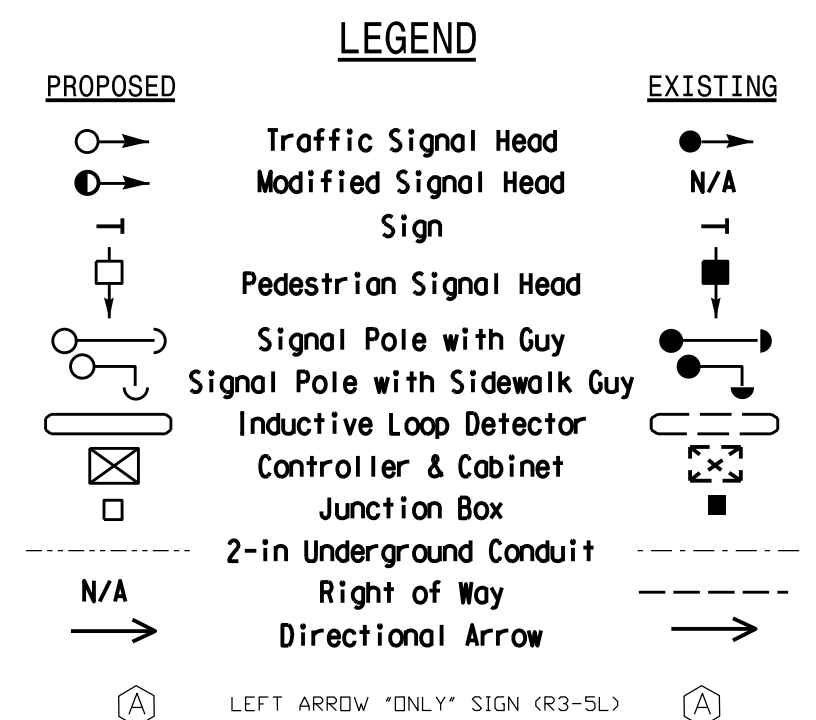 LEGEND
PROPOSED EXISTING
Traffic Signal Head
Modified Signal Head N/A
Sign
Pedestrian Signal Head
Signal Pole with Guy
Signal Pole with Sidewalk Guy
Inductive Loop Detector
Controller & Cabinet
Junction Box
2-in Underground Conduit
N/A Right of Way
Directional Arrow
A LEFT ARROW "ONLY" SIGN (R3-5L) A